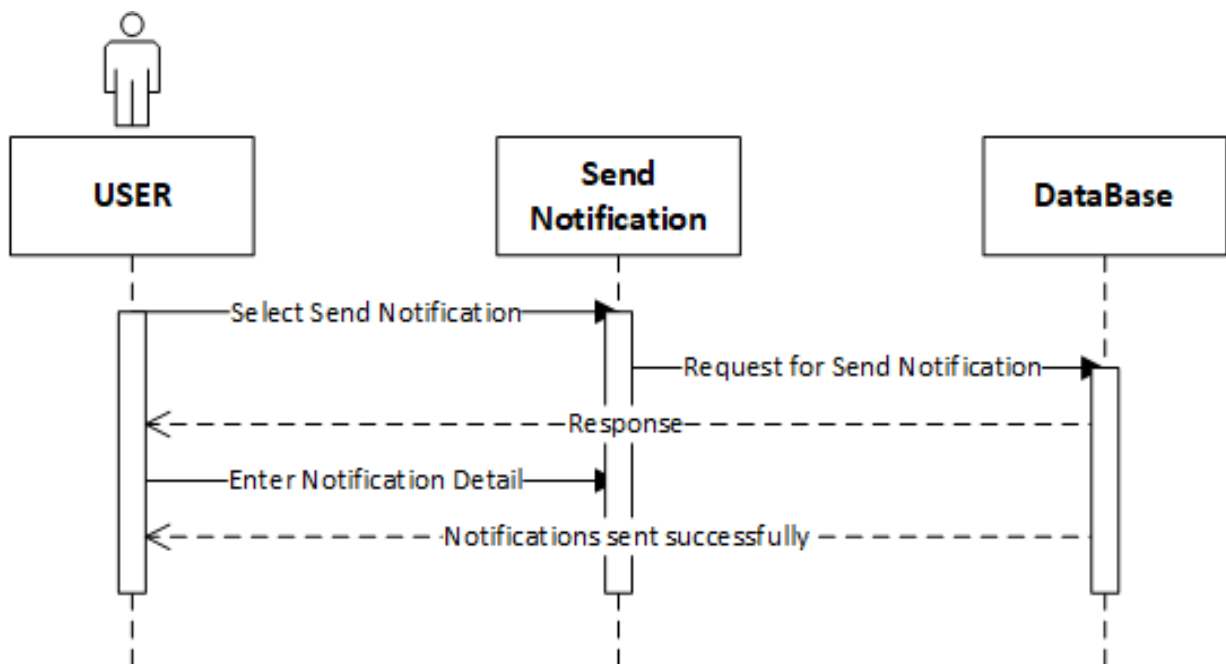 USER
Send
Notification
DataBase
Select Send Notification
Request for Send Notification
Response
Enter Notification Detail
Notifications sent successfully